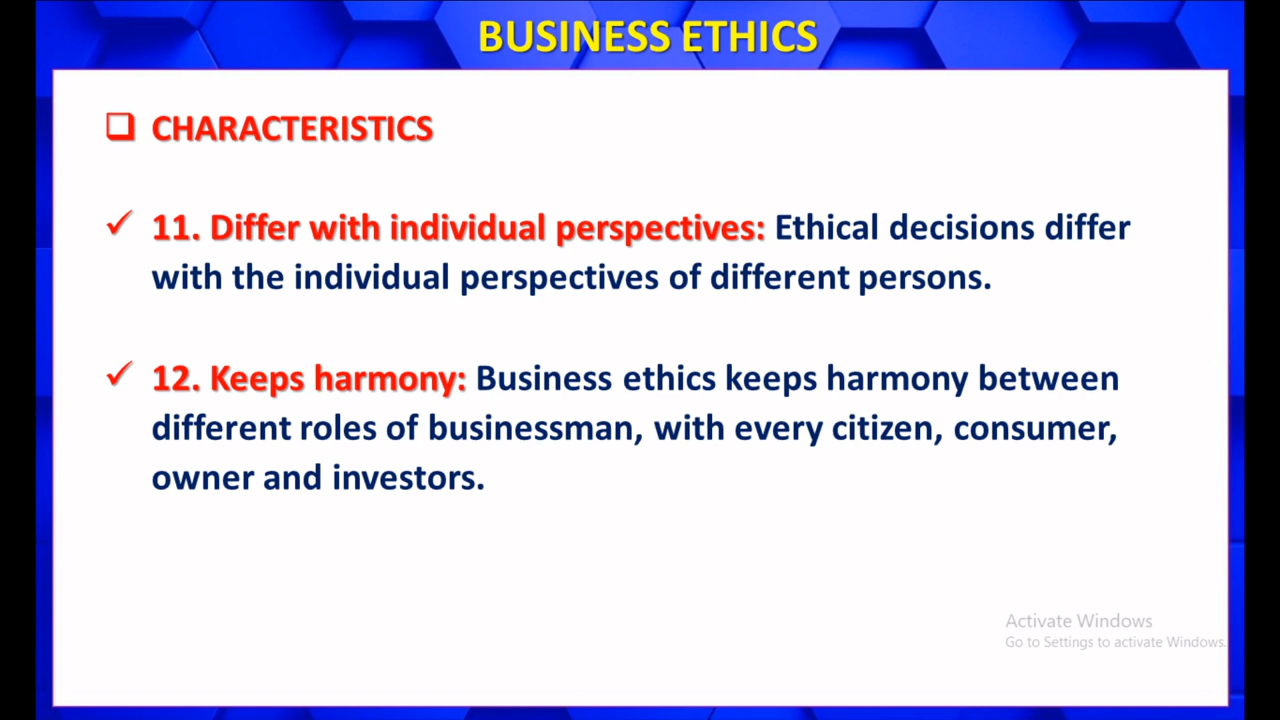 BUSINESS ETHICS
CHARACTERISTICS
11. Differ with individual perspectives: Ethical decisions differ
with the individual perspectives of different persons.
12. Keeps harmony: Business ethics keeps harmony between
different roles of businessman, with every citizen, consumer,
owner and investors.
Activate Windows
Go to Settings to activate Windows.